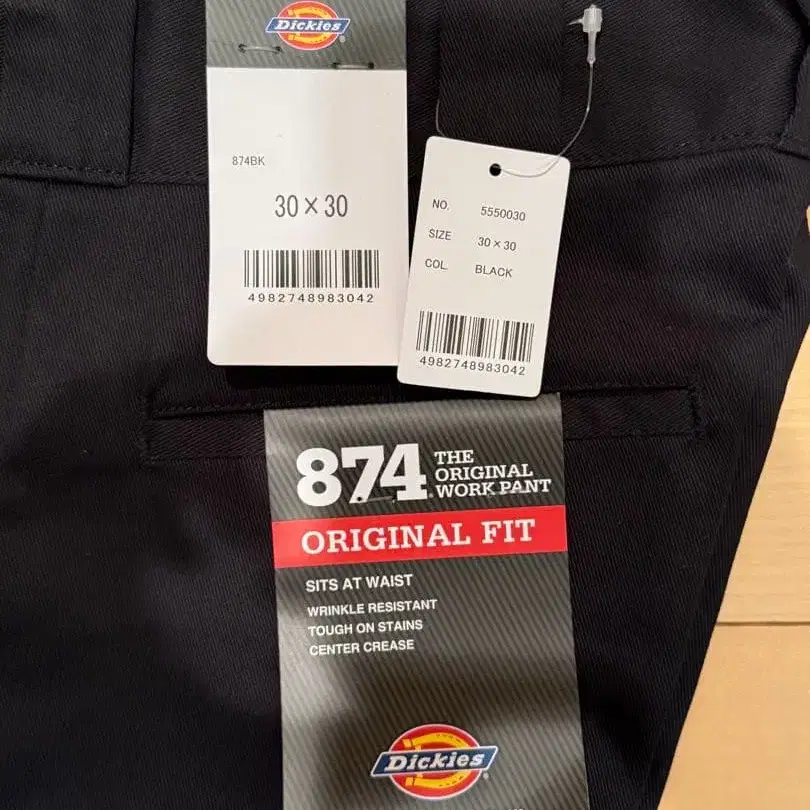 Dickies
874BK
30×30
4982748983042
NO. 5550030
SIZE 30×30
COL. BLACK
4982748983042
874 THE
ORIGINAL
WORK PANT
ORIGINAL FIT
SITS AT WAIST
WRINKLE RESISTANT
TOUGH ON STAINS
CENTER CREASE
Dickies